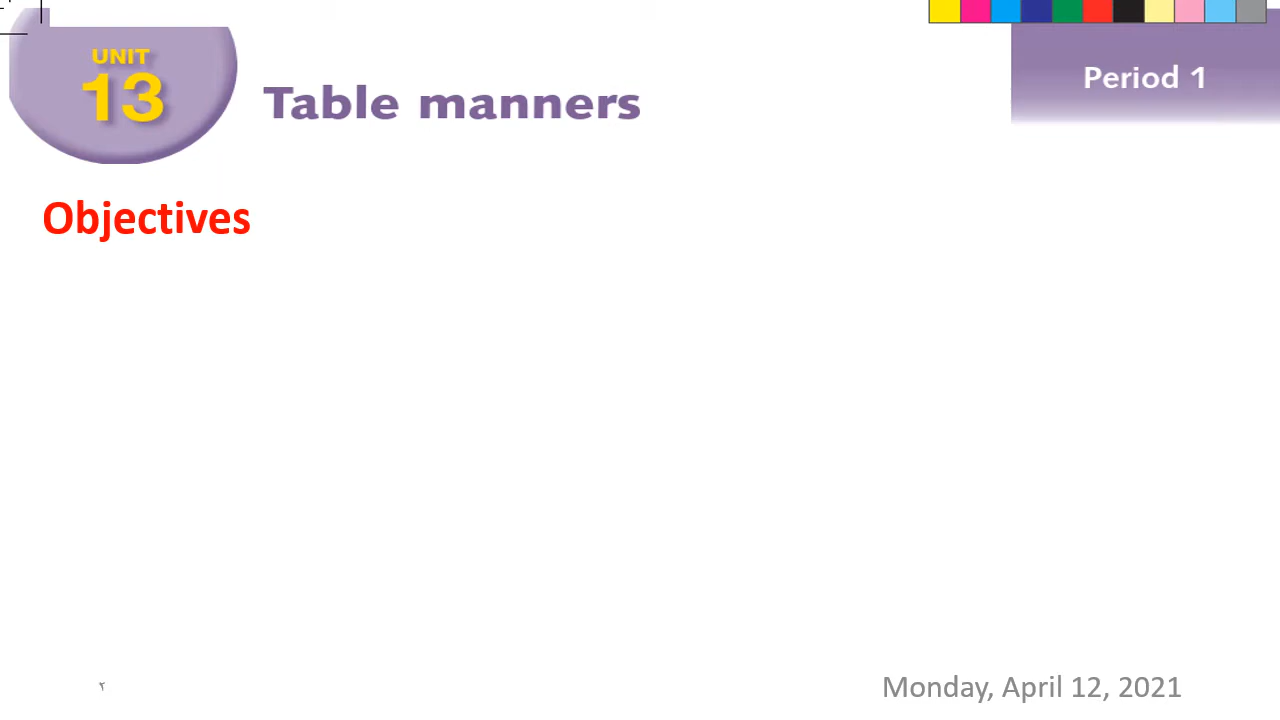 UNIT
13
Table manners
Period 1
Objectives
٢
Monday, April 12, 2021